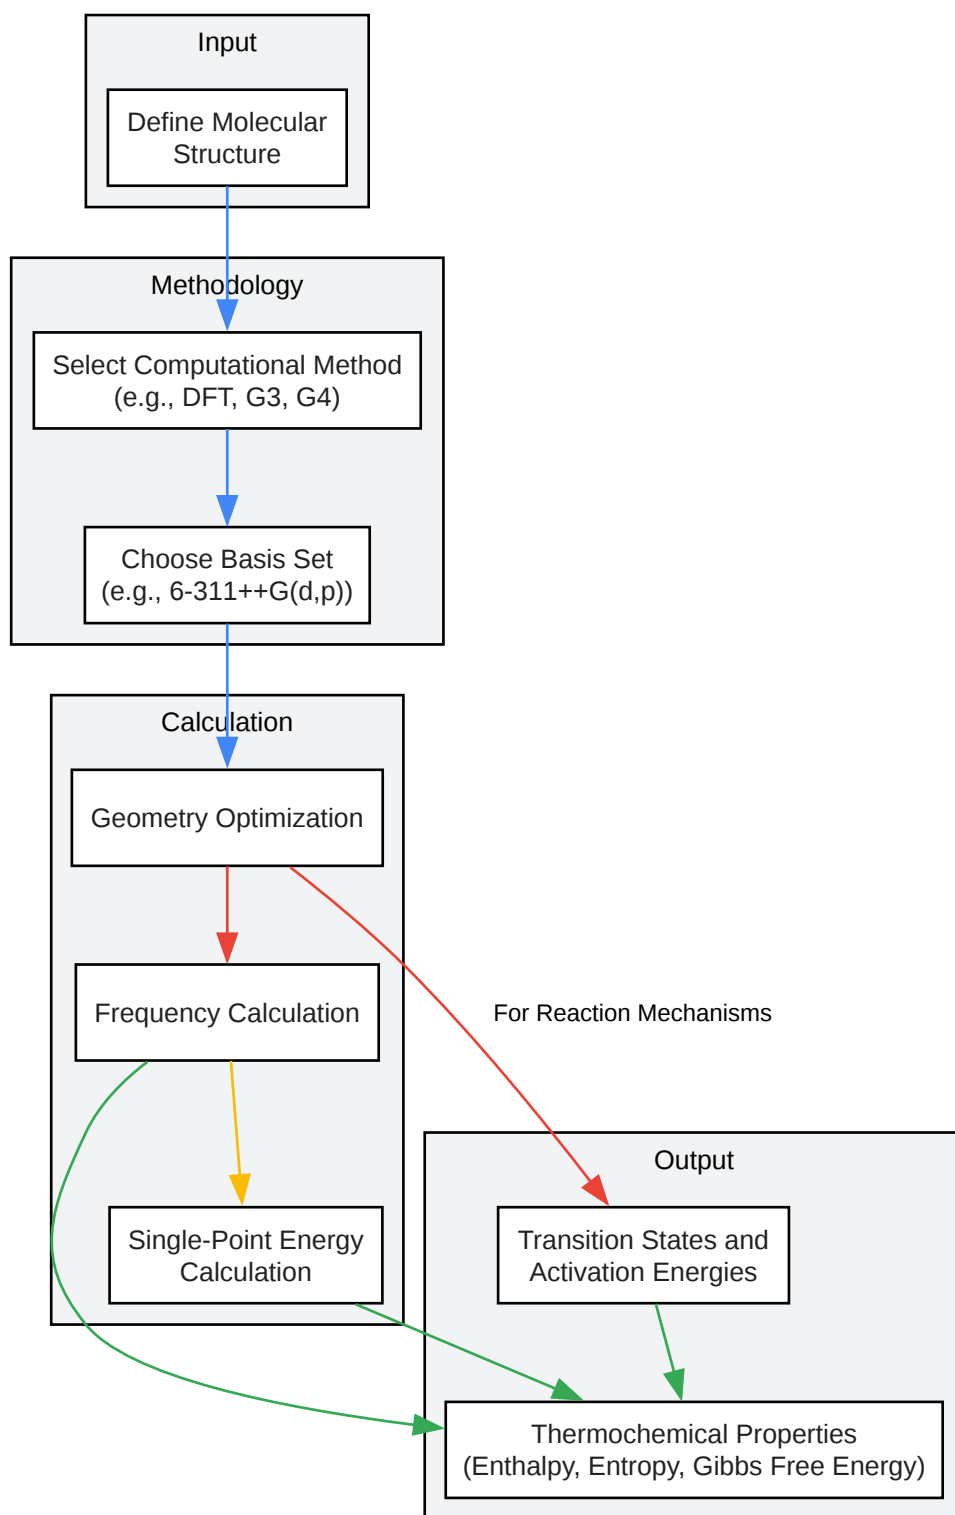 Input
Define Molecular
Structure
Methodology
Select Computational Method
(e.g., DFT, G3, G4)
Choose Basis Set
(e.g., 6-311++G(d,p))
Calculation
Geometry Optimization
Frequency Calculation
For Reaction Mechanisms
Output
Single-Point Energy
Calculation
Transition States and
Activation Energies
Thermochemical Properties
(Enthalpy, Entropy, Gibbs Free Energy)